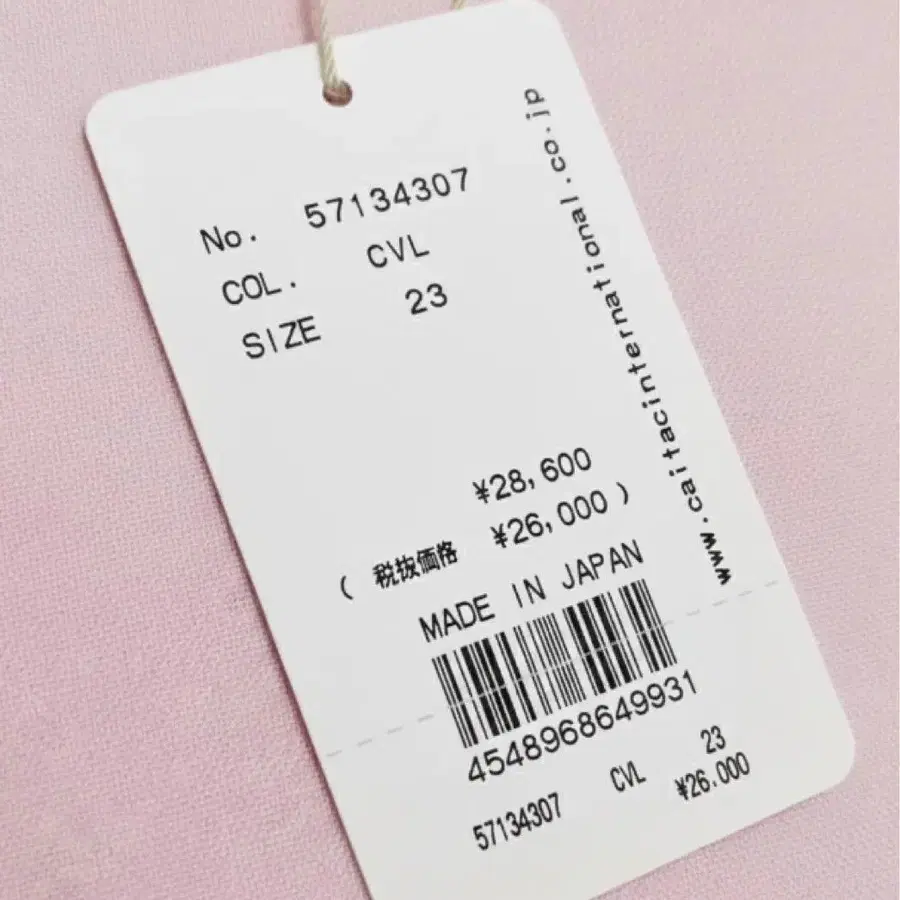 No. 57134307
COL. CVL
SIZE 23
¥28,600
( 税抜価格 ¥26,000 )
MADE IN JAPAN
4548968649931
57134307 CVL 23
¥26.000
www.caitacinternational.co.jp